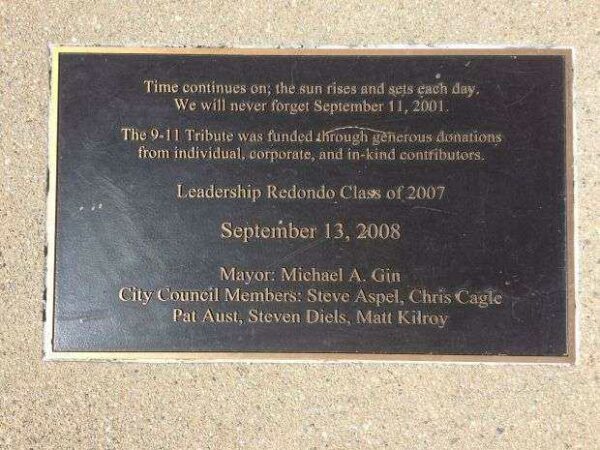 Time continues on; the sun rises and sets each day.
We will never forget September 11, 2001.
The 9-11 Tribute was funded through generous donations
from individual, corporate, and in-kind contributors.
Leadership Redondo Class of 2007
September 13, 2008
Mayor: Michael A. Gin
City Council Members: Steve Aspel, Chris Cagle
Pat Aust, Steven Diels, Matt Kilroy